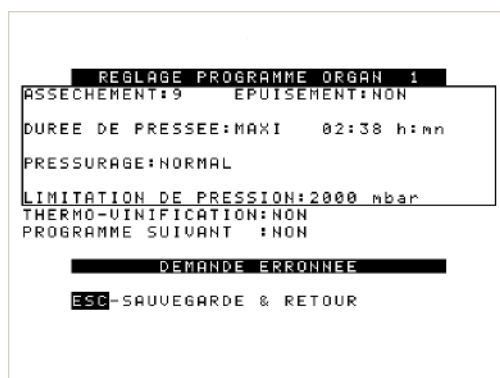 REGLAGE PROGRAMME ORGAN 1
ASSECHEMENT:9 EPUISEMENT:NON
DUREE DE PRESSEE:MAXI 02:38 h:mn
PRESSURAGE:NORMAL
LIMITATION DE PRESSION:2000 mbar
THERMO-VINIFICATION:NON
PROGRAMME SUIVANT :NON
DEMANDE ERRONNEE
ESC-SAUVEGARDE & RETOUR